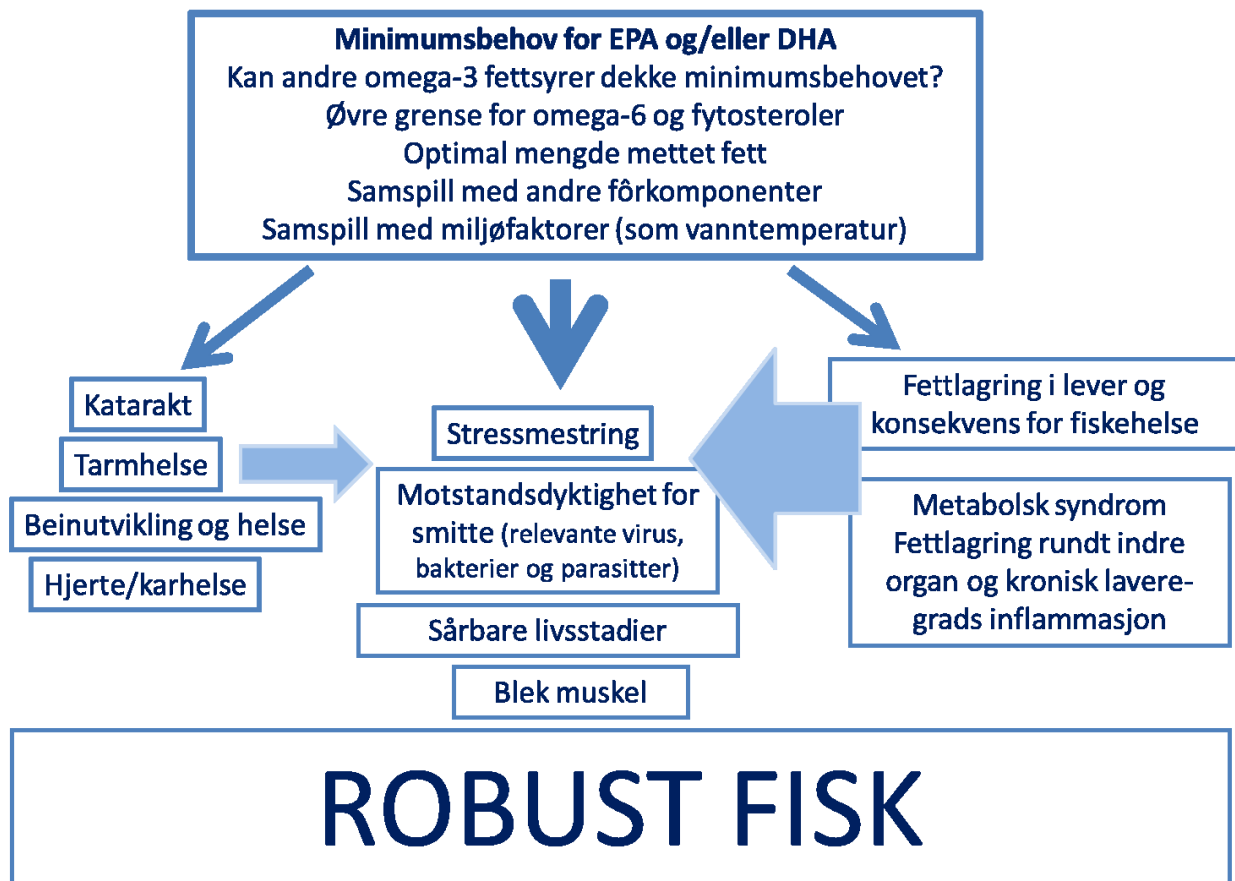 Minimumsbehov for EPA og/eller DHA
Kan andre omega-3 fettsyrer dekke minimumsbehovet?
Øvre grense for omega-6 og fytosteroler
Optimal mengde mettet fett
Samspill med andre fôrkomponenter
Samspill med miljøfaktorer (som vanntemperatur)
Katarakt
Tarmhelse
Beinutvikling og helse
Hjerte/karhelse
Stressmestring
Motstandsdyktighet for
smitte (relevante virus,
bakterier og parasitter)
Sårbare livsstadier
Blek muskel
Fettlagring i lever og
konsekvens for fiskehelse
Metabolsk syndrom
Fettlagring rundt indre
organ og kronisk lavere-
grads inflammasjon
ROBUST FISK